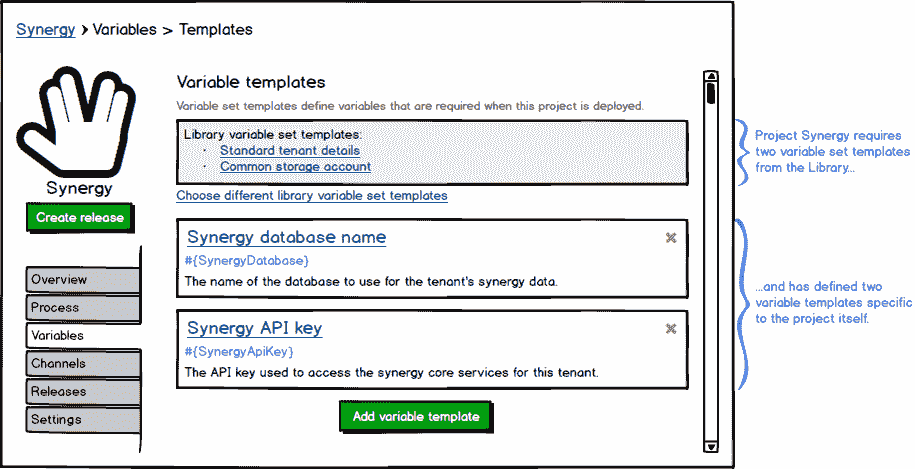 Synergy > Variables > Templates
Synergy
Create release
Overview
Process
Variables
Channels
Releases
Settings
Variable templates
Variable set templates define variables that are required when this project is deployed.
Library variable set templates:
· Standard tenant details
· Common storage account
Choose different library variable set templates
Synergy database name
#{SynergyDatabase}
The name of the database to use for the tenant's synergy data.
Synergy API key
#{SynergyApiKey}
The API key used to access the synergy core services for this tenant.
Add variable template
Project Synergy requires
two variable set templates
from the Library...
...and has defined two
variable templates specific
to the project itself.